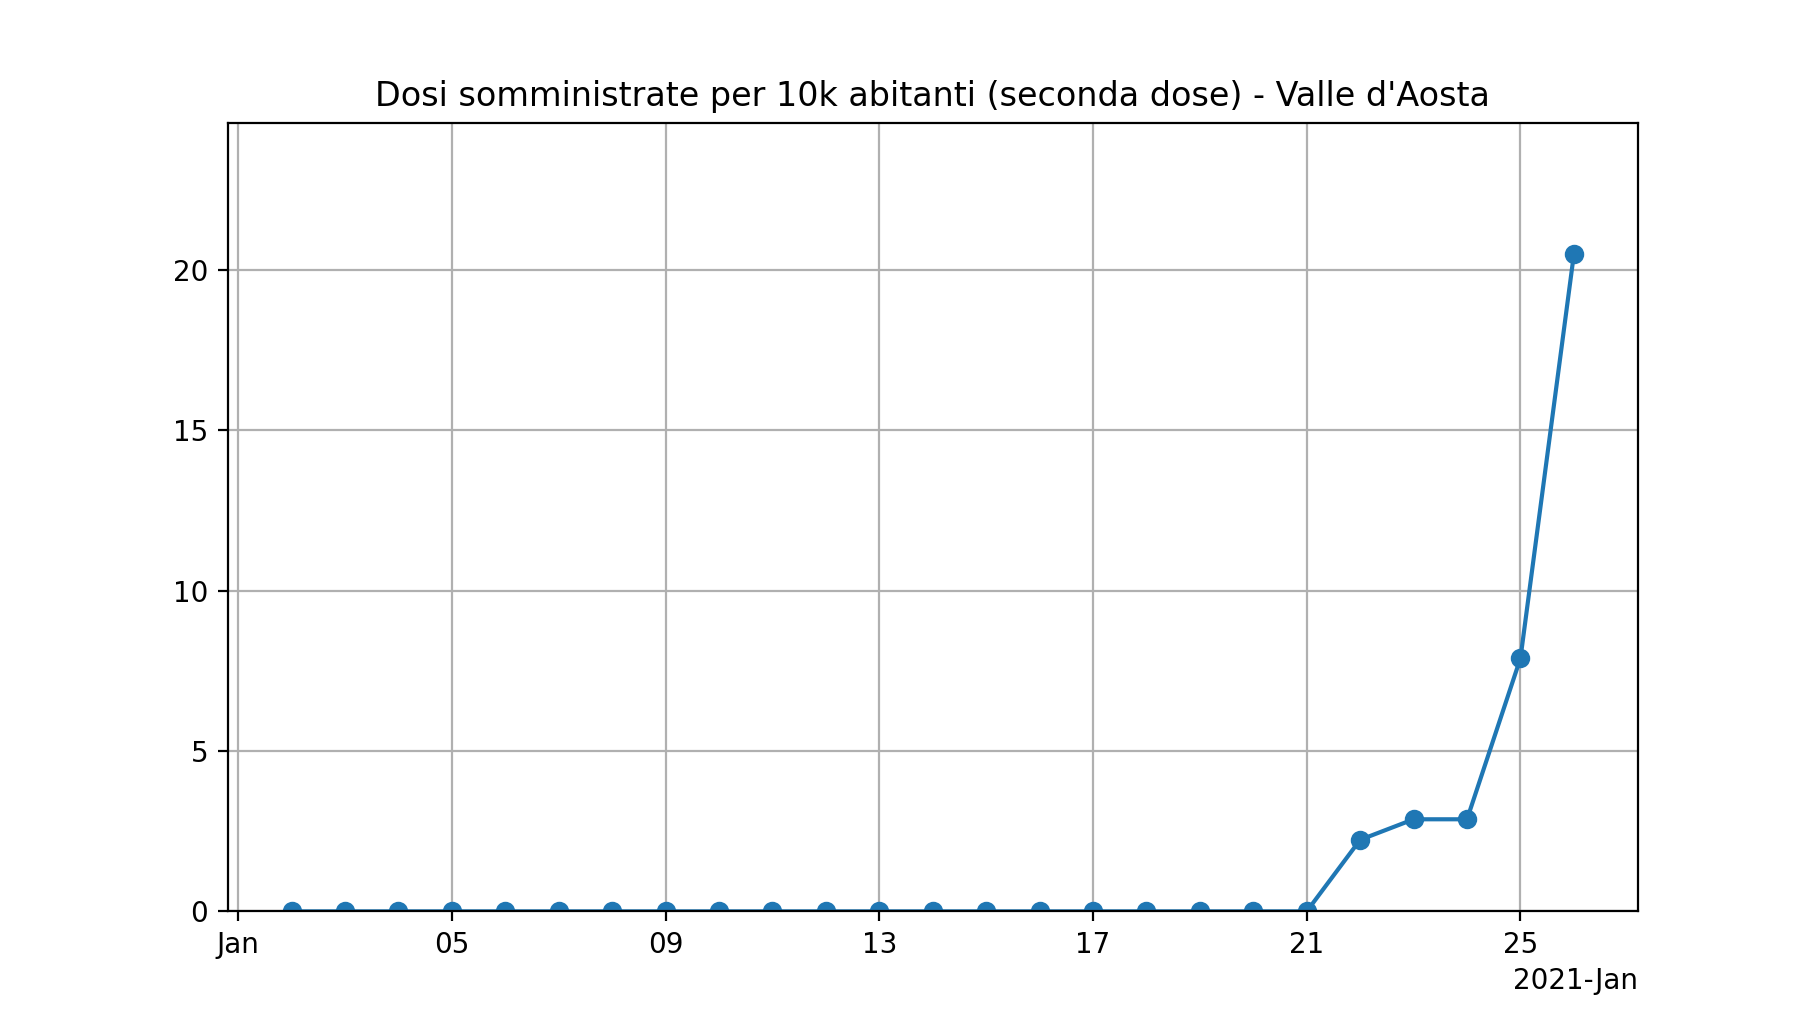 Dosi somministrate per 10k abitanti (seconda dose) - Valle d'Aosta
20
15
10
5
0
Jan 05 09 13 17 21 25
2021-Jan